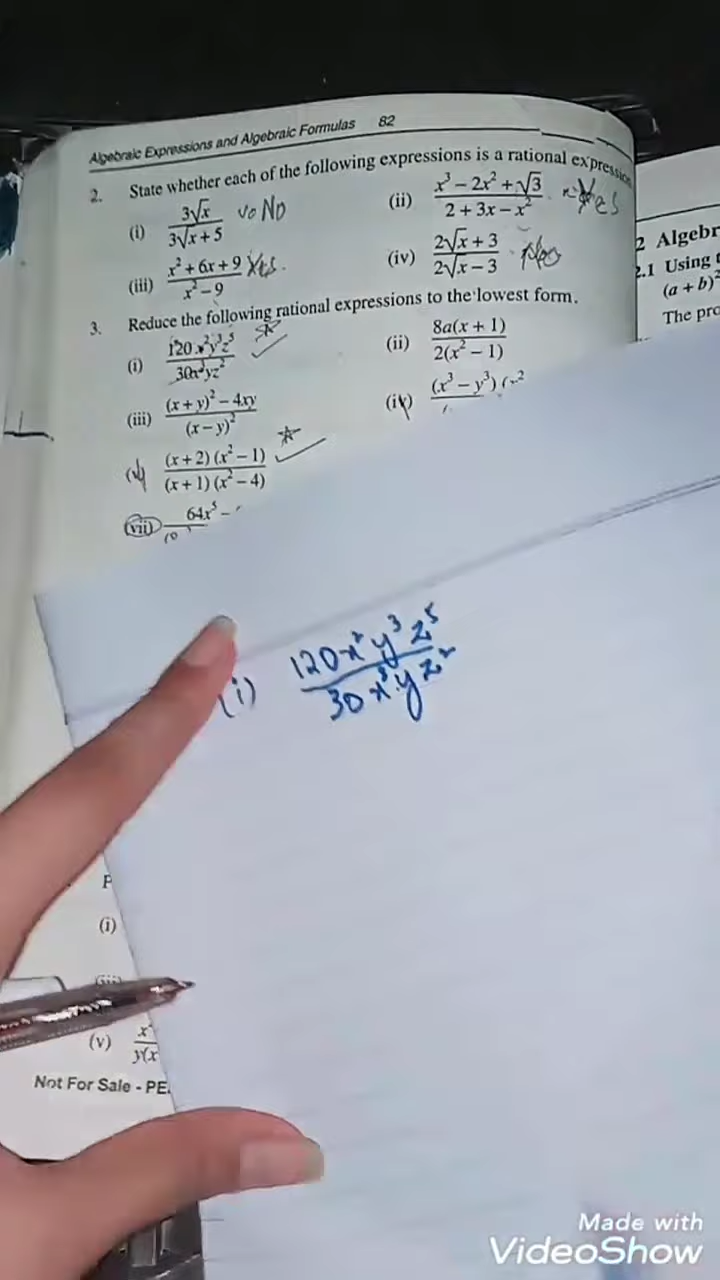 Algebraic Expressions and Algebraic Formulas 82
2. State whether each of the following expressions is a rational expression
(i) 3√x / 3√x + 5 No
(ii) x³ – 2x² + √3 / 2 + 3x – x² Yes
(iii) x² + 6x + 9 / x² – 9 Yes.
(iv) 2√x + 3 / 2√x – 3 No
3. Reduce the following rational expressions to the lowest form.
(i) 120x²y³z⁵ / 30x³yz²
(ii) 8a(x + 1) / 2(x² – 1)
(iii) (x + y)² – 4xy / (x – y)²
(iv) (x³ – y³)
(v) (x + 2) (x² – 1) / (x + 1) (x² – 4)
(vii) 64x⁵ –
2 Algebr
2.1 Using
(a + b)²
The pro
(i) 120x²y³z⁵ / 30x³yz²
(i)
(v) x / y(x
Not For Sale - PE
Made with
VideoShow